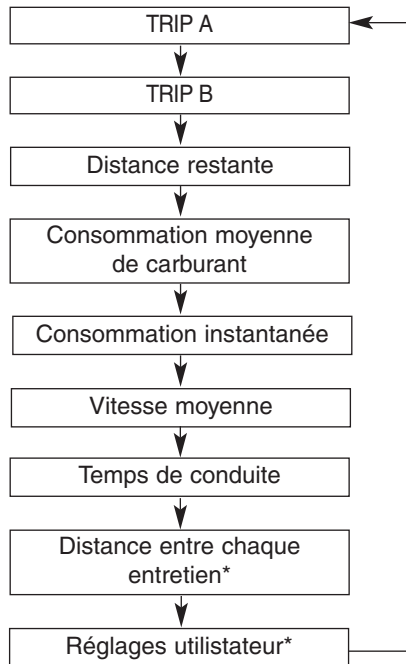 TRIP A
TRIP B
Distance restante
Consommation moyenne
de carburant
Consommation instantanée
Vitesse moyenne
Temps de conduite
Distance entre chaque
entretien*
Réglages utilistateur*